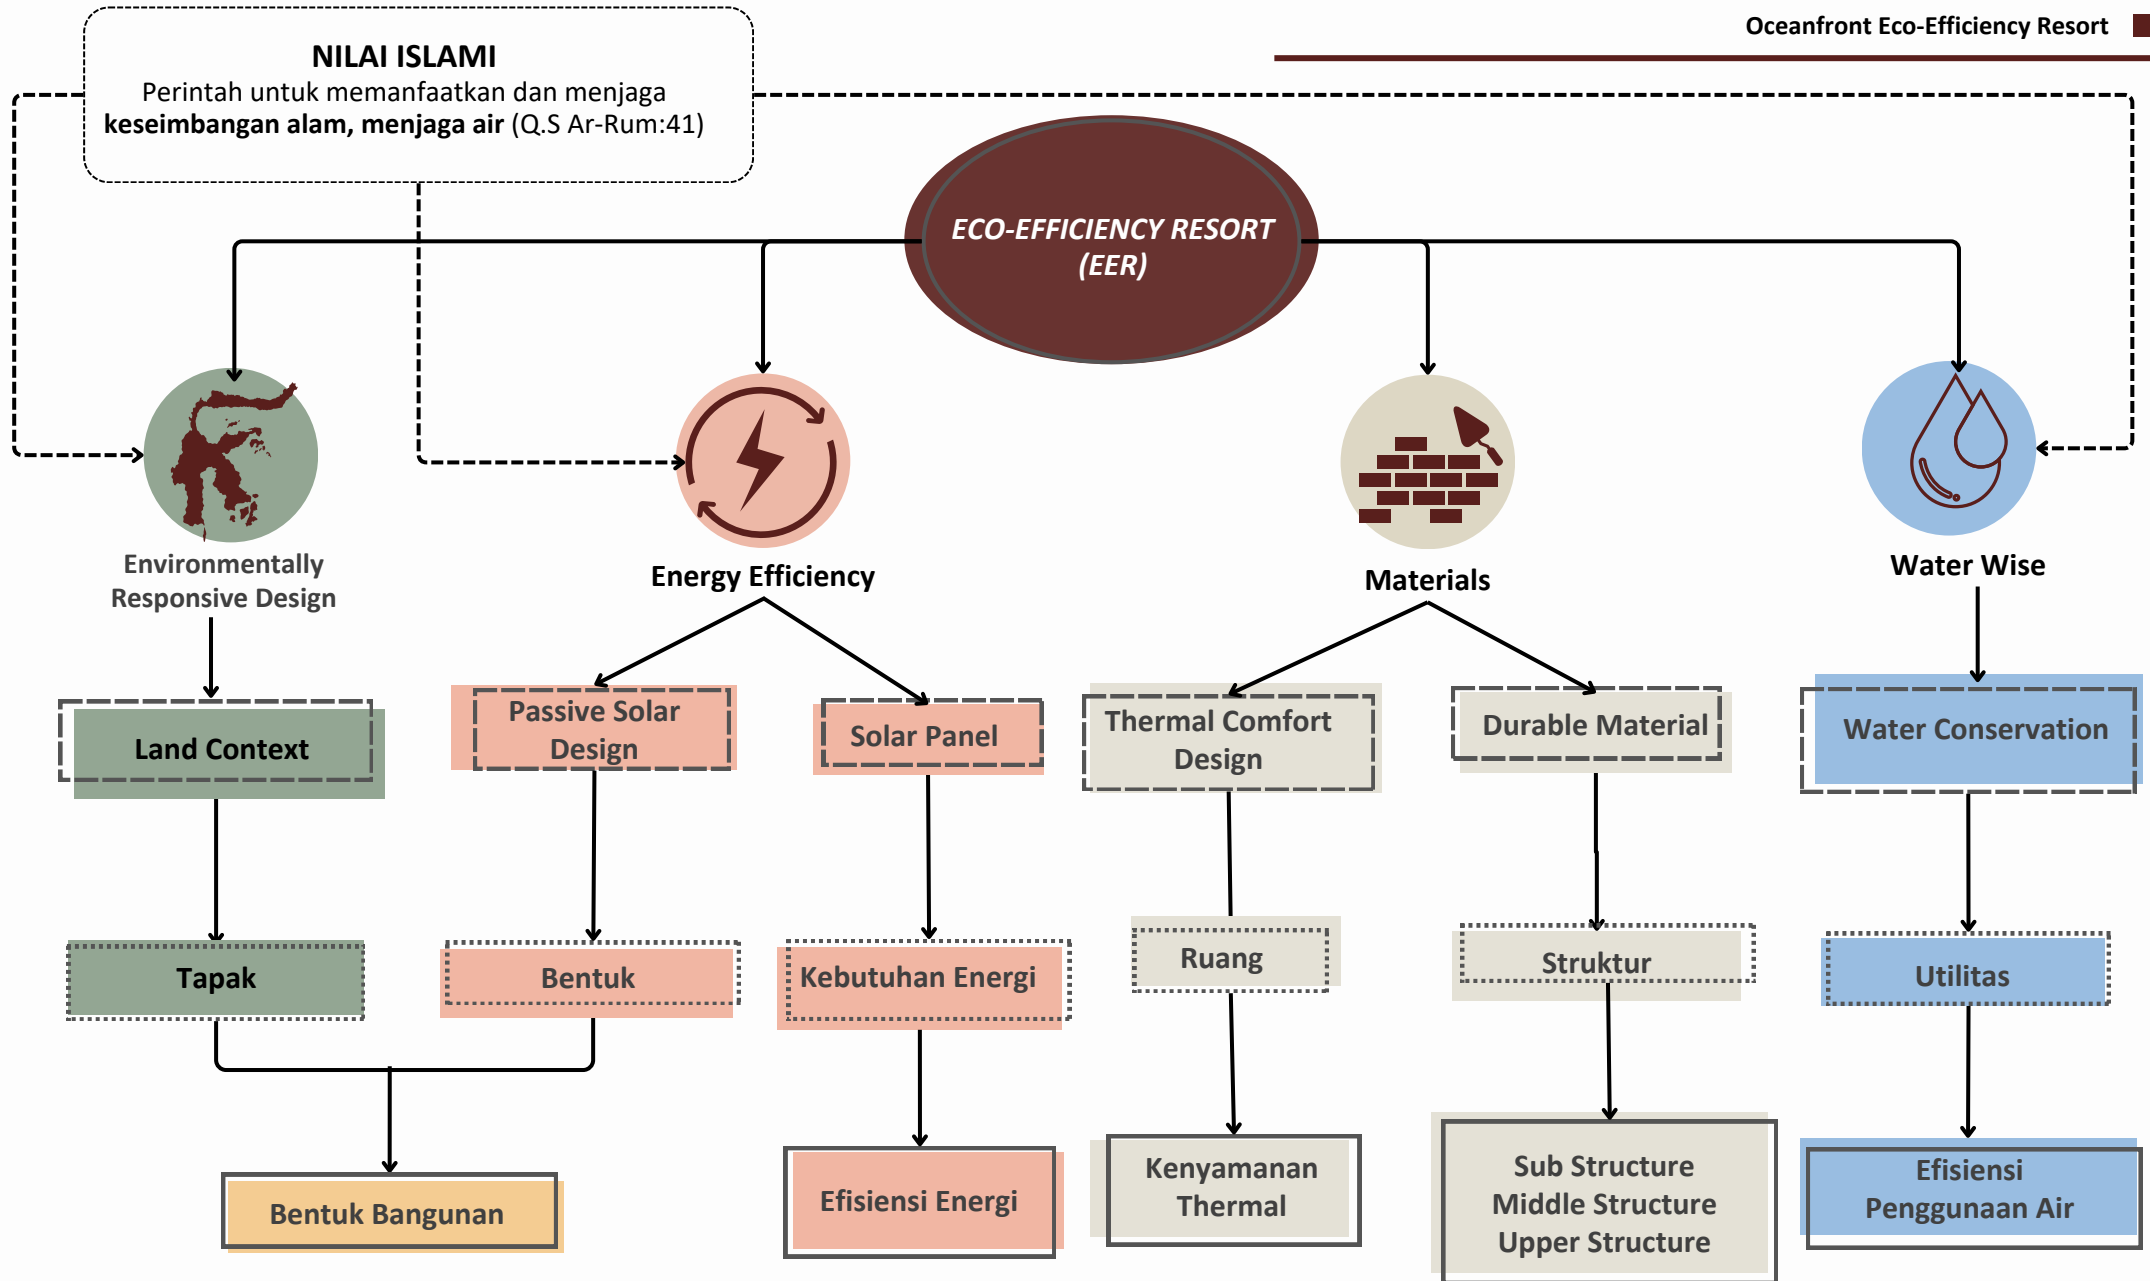 Oceanfront Eco-Efficiency Resort
NILAI ISLAMI
Perintah untuk memanfaatkan dan menjaga
keseimbangan alam, menjaga air (Q.S Ar-Rum:41)
ECO-EFFICIENCY RESORT
(EER)
Environmentally
Responsive Design
Energy Efficiency
Materials
Water Wise
Land Context
Passive Solar
Design
Solar Panel
Thermal Comfort
Design
Durable Material
Water Conservation
Tapak
Bentuk
Kebutuhan Energi
Ruang
Struktur
Utilitas
Bentuk Bangunan
Efisiensi Energi
Kenyamanan
Thermal
Sub Structure
Middle Structure
Upper Structure
Efisiensi
Penggunaan Air